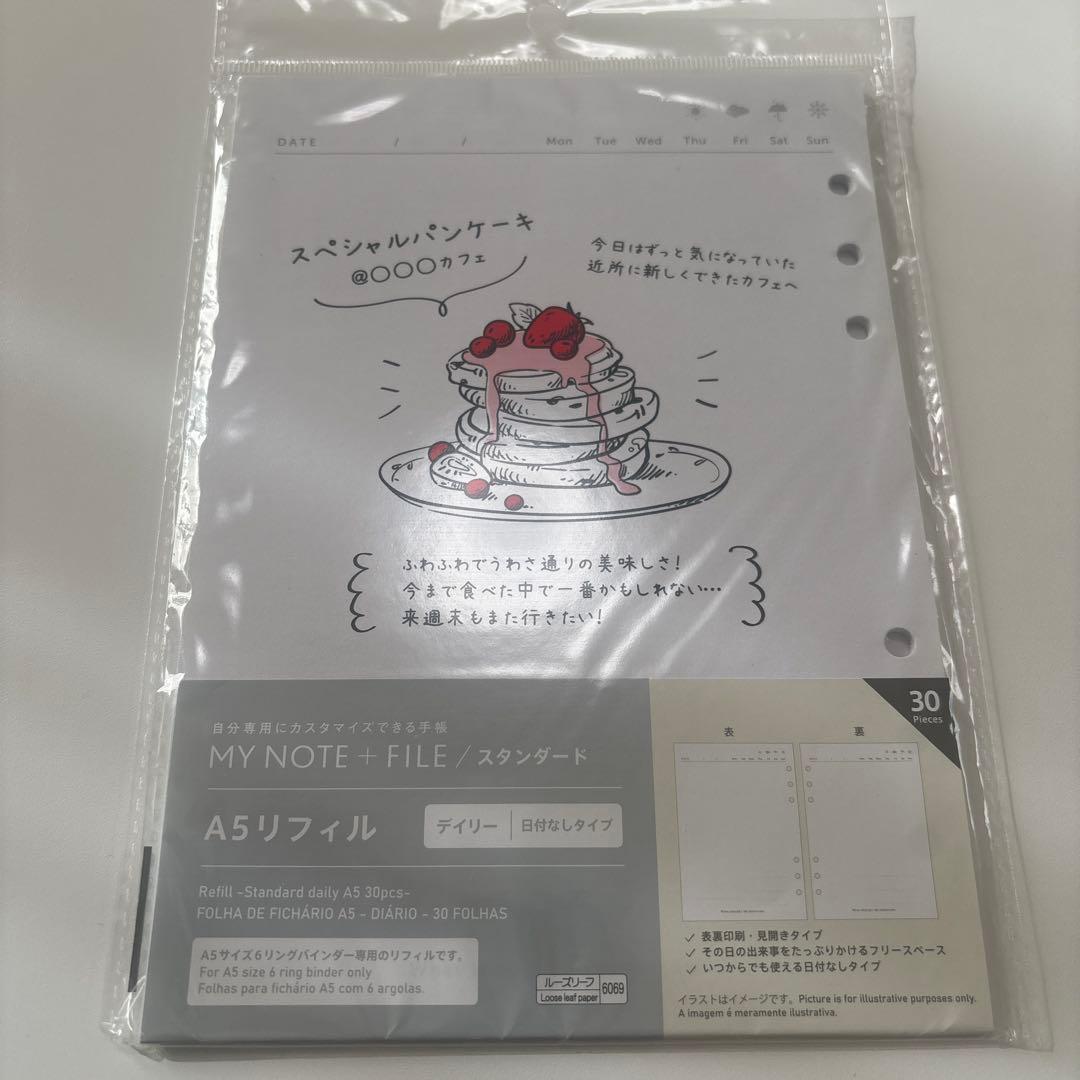 DATE / / Mon Tue Wed Thu Fri Sat Sun
スペシャルパンケーキ
@○○○カフェ
今日はずっと気になっていた
近所に新しくできたカフェへ
ふわふわでうわさ通りの美味しさ!
今まで食べた中で一番かもしれない…
来週末もまた行きたい!
自分専用にカスタマイズできる手帳
MY NOTE + FILE / スタンダード
A5リフィル
デイリー 日付なしタイプ
Refill -Standard daily A5 30pcs-
FOLHA DE FICHÁRIO A5 - DIÁRIO - 30 FOLHAS
A5サイズ6リングバインダー専用のリフィルです。
For A5 size 6 ring binder only
Folhas para fichário A5 com 6 argolas.
ルーズリーフ
Loose leaf paper
6069
30
Pieces
表
裏
✓ 表裏印刷・見開きタイプ
✓ その日の出来事をたっぷりかけるフリースペース
✓ いつからでも使える日付なしタイプ
イラストはイメージです。Picture is for illustrative purposes only.
A imagem é meramente ilustrativa.